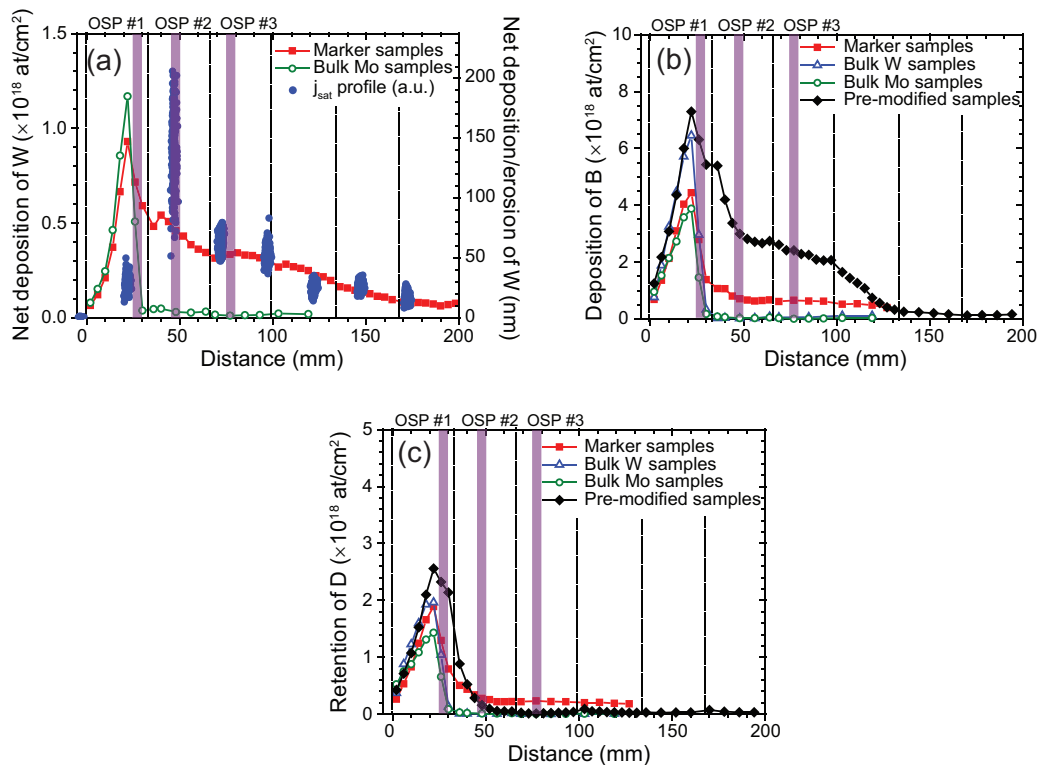 OSP #1 OSP #2 OSP #3
(a)
Marker samples
Bulk Mo samples
j_sat profile (a.u.)
Net deposition of W (×10^18 at/cm^2)
1.5
1.0
0.5
0.0
Net deposition/erosion of W (nm)
200
150
100
50
0
0 50 100 150 200
Distance (mm)
OSP #1 OSP #2 OSP #3
(b)
Marker samples
Bulk W samples
Bulk Mo samples
Pre-modified samples
Deposition of B (×10^18 at/cm^2)
10
8
6
4
2
0
0 50 100 150 200
Distance (mm)
OSP #1 OSP #2 OSP #3
(c)
Marker samples
Bulk W samples
Bulk Mo samples
Pre-modified samples
Retention of D (×10^18 at/cm^2)
5
4
3
2
1
0
0 50 100 150 200
Distance (mm)